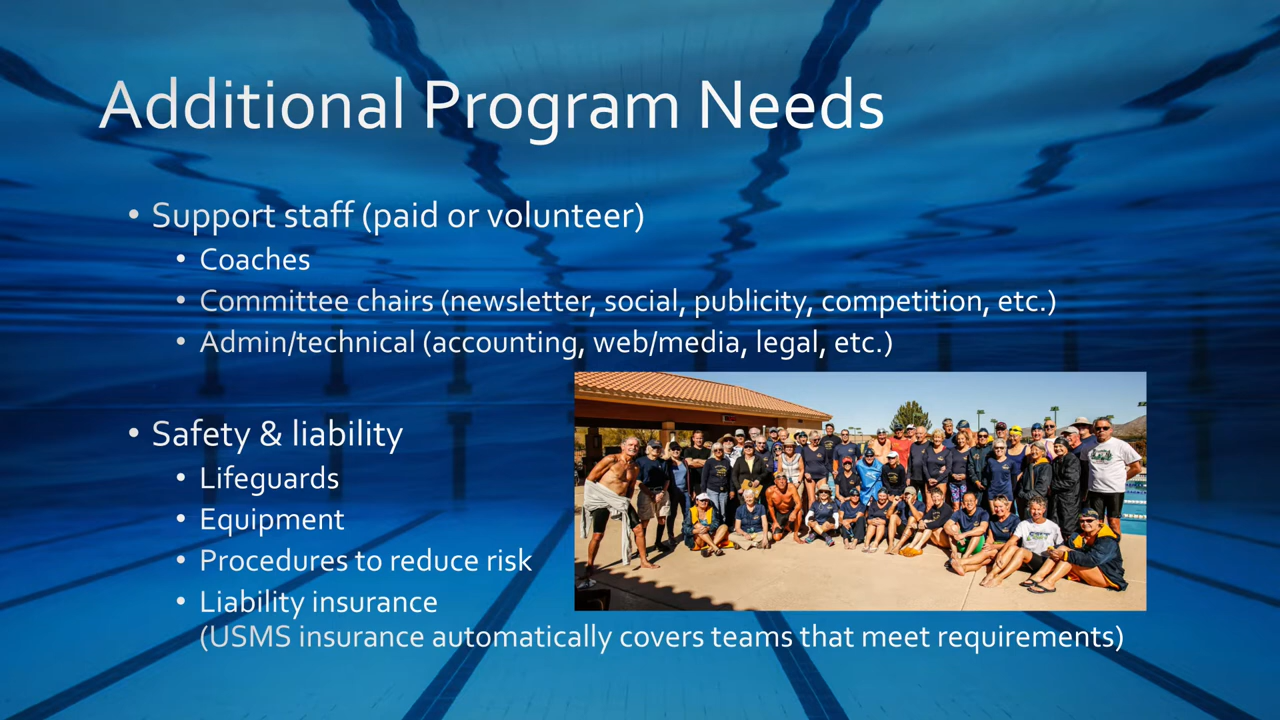 Additional Program Needs
• Support staff (paid or volunteer)
• Coaches
• Committee chairs (newsletter, social, publicity, competition, etc.)
• Admin/technical (accounting, web/media, legal, etc.)
• Safety & liability
• Lifeguards
• Equipment
• Procedures to reduce risk
• Liability insurance
(USMS insurance automatically covers teams that meet requirements)